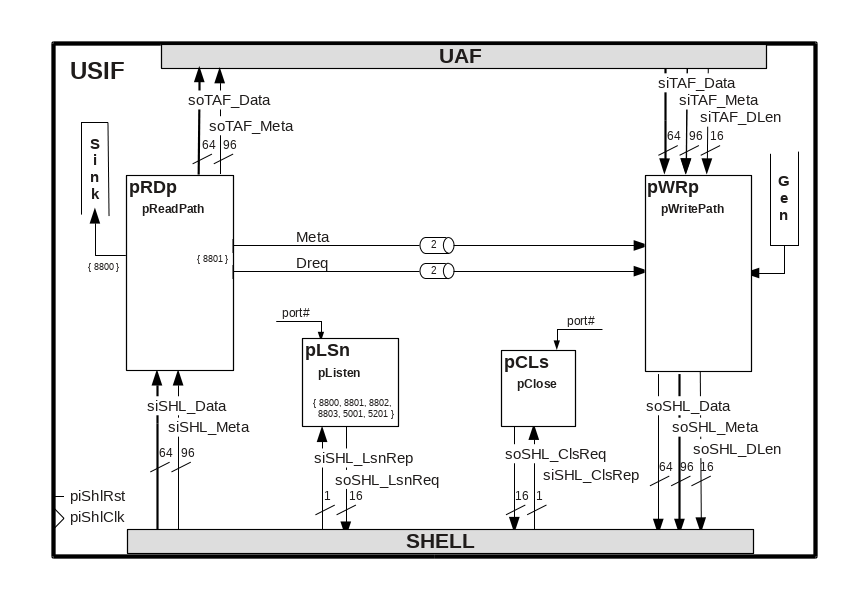 UAF
USIF
soTAF_Data
soTAF_Meta
64
96
siTAF_Data
siTAF_Meta
siTAF_DLen
64
96
16
Sink
pRDp
pReadPath
{ 8800 }
{ 8801 }
Meta
2
Dreq
2
pWRp
pWritePath
Gen
port#
pLSn
pListen
{ 8800, 8801, 8802,
8803, 5001, 5201 }
port#
pCLs
pClose
siSHL_Data
siSHL_Meta
64
96
siSHL_LsnRep
soSHL_LsnReq
1
16
soSHL_ClsReq
siSHL_ClsRep
16
1
soSHL_Data
soSHL_Meta
soSHL_DLen
64
96
16
piShlRst
piShlClk
SHELL